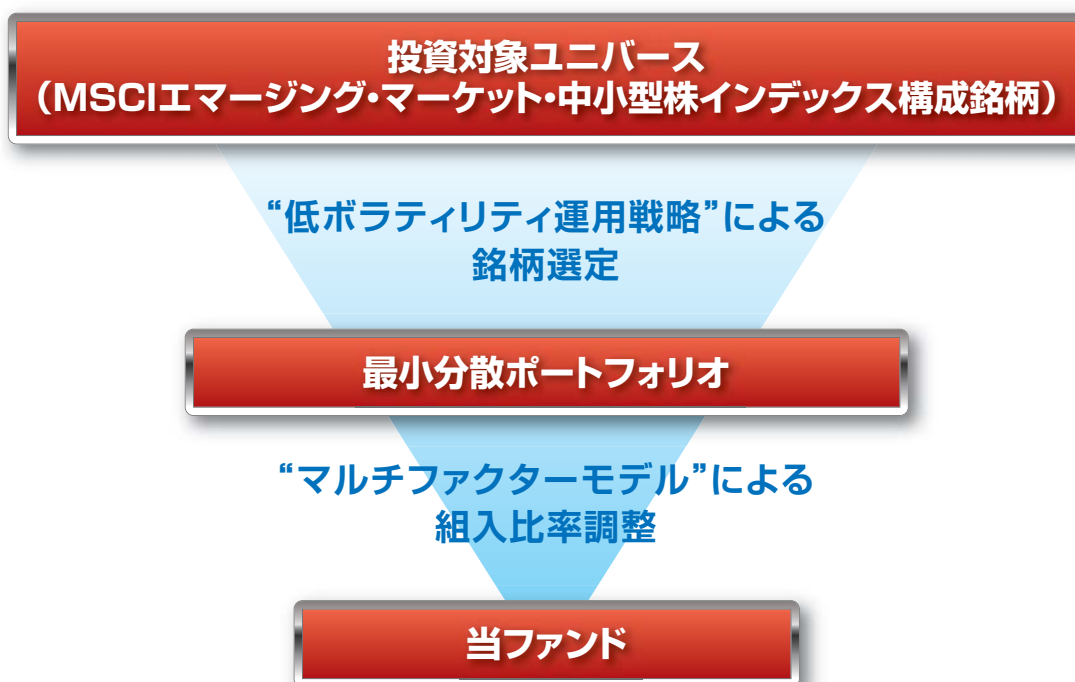 投資対象ユニバース
（MSCIエマージング・マーケット・中小型株インデックス構成銘柄）
“低ボラティリティ運用戦略”による
銘柄選定
最小分散ポートフォリオ
“マルチファクターモデル”による
組入比率調整
当ファンド